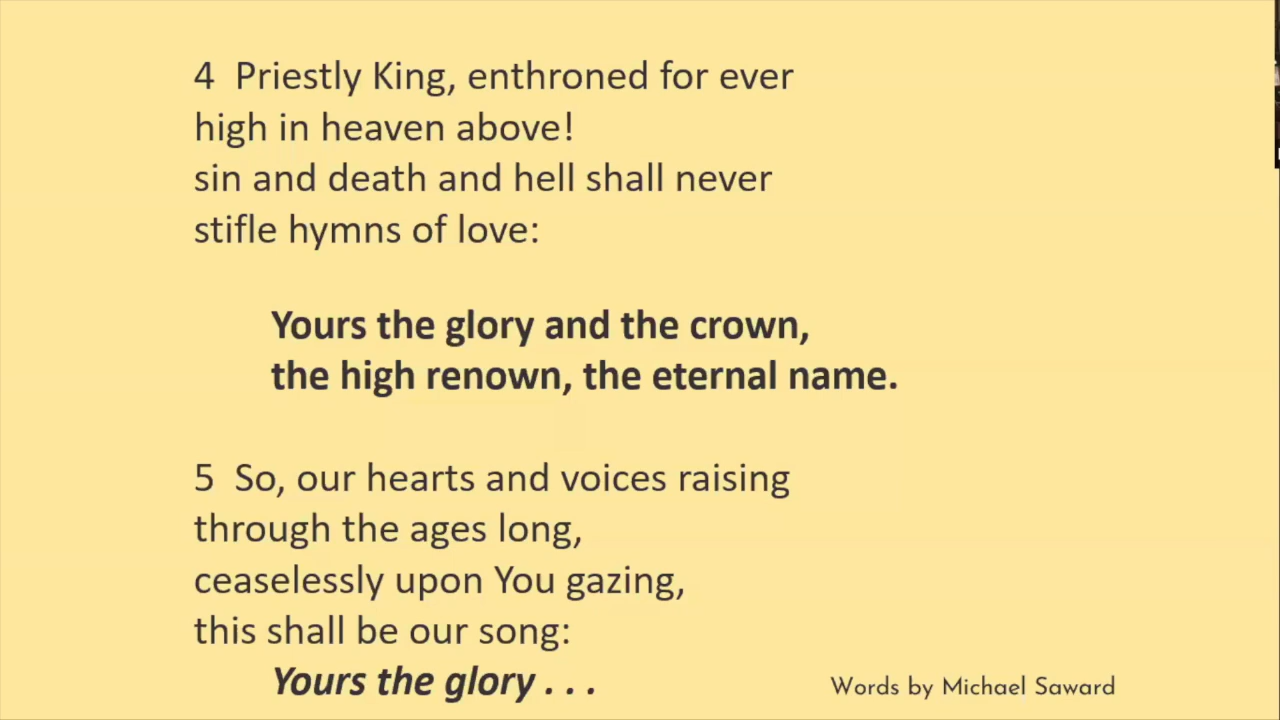 4 Priestly King, enthroned for ever
high in heaven above!
sin and death and hell shall never
stifle hymns of love:
Yours the glory and the crown,
the high renown, the eternal name.
5 So, our hearts and voices raising
through the ages long,
ceaselessly upon You gazing,
this shall be our song:
Yours the glory . . .
Words by Michael Saward